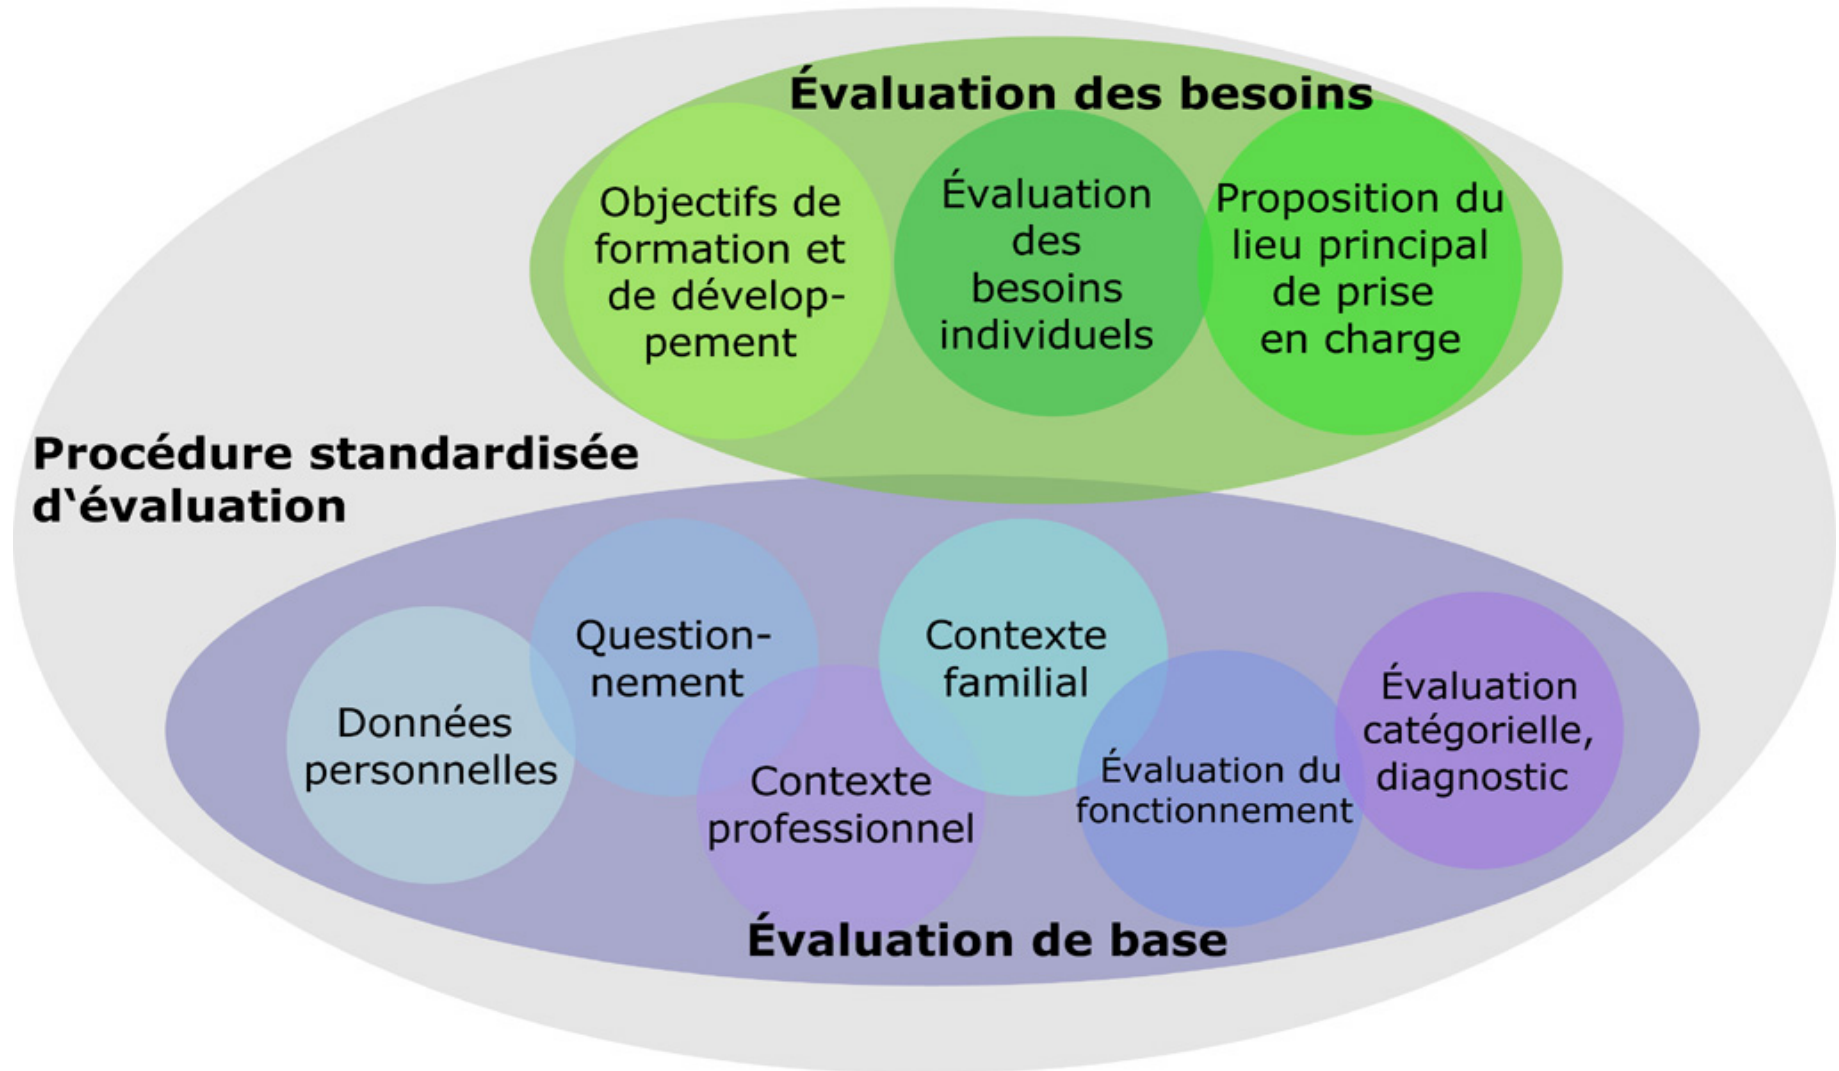 Évaluation des besoins
Objectifs de
formation et
de dévelop-
pement
Évaluation
des
besoins
individuels
Proposition du
lieu principal
de prise
en charge
Procédure standardisée
d‘évaluation
Données
personnelles
Question-
nement
Contexte
professionnel
Contexte
familial
Évaluation du
fonctionnement
Évaluation
catégorielle,
diagnostic
Évaluation de base